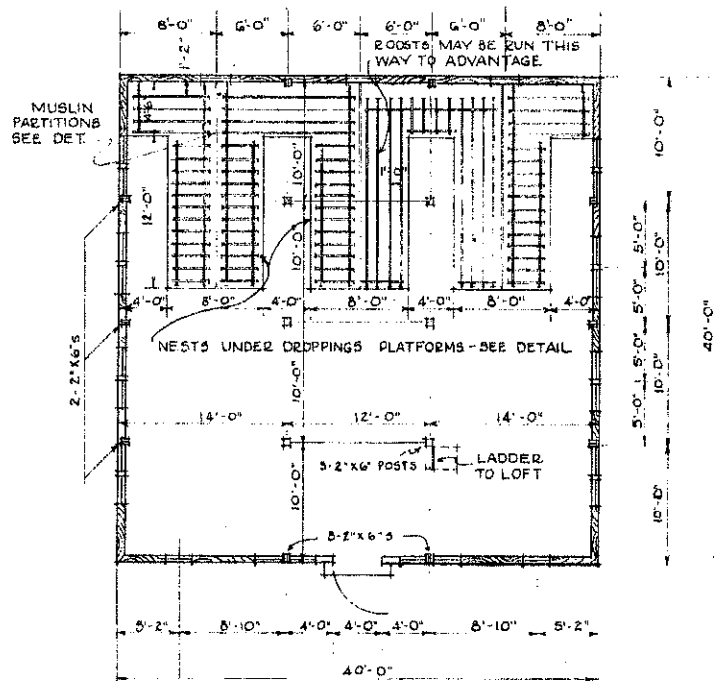 8'-0" 6'-0" 6'-0" 6'-0" 6'-0" 8'-0"
1'-2"
ROOSTS MAY BE RUN THIS
WAY TO ADVANTAGE
MUSLIN
PARTITIONS
SEE DET.
10'-0"
12'-0"
10'-0"
1'-0"
10'-0"
5'-0"
5'-0"
10'-0"
4'-0" 8'-0" 4'-0" 8'-0" 4'-0" 8'-0" 4'-0"
NESTS UNDER DROPPINGS PLATFORMS - SEE DETAIL
2-2"X6"S
10'-0"
5'-0"
5'-0"
10'-0"
40'-0"
14'-0" 12'-0" 14'-0"
3-2"X6" POSTS
LADDER
TO LOFT
10'-0"
10'-0"
3-2"X6"S
5'-2" 8'-10" 4'-0" 4'-0" 4'-0" 8'-10" 5'-2"
40'-0"